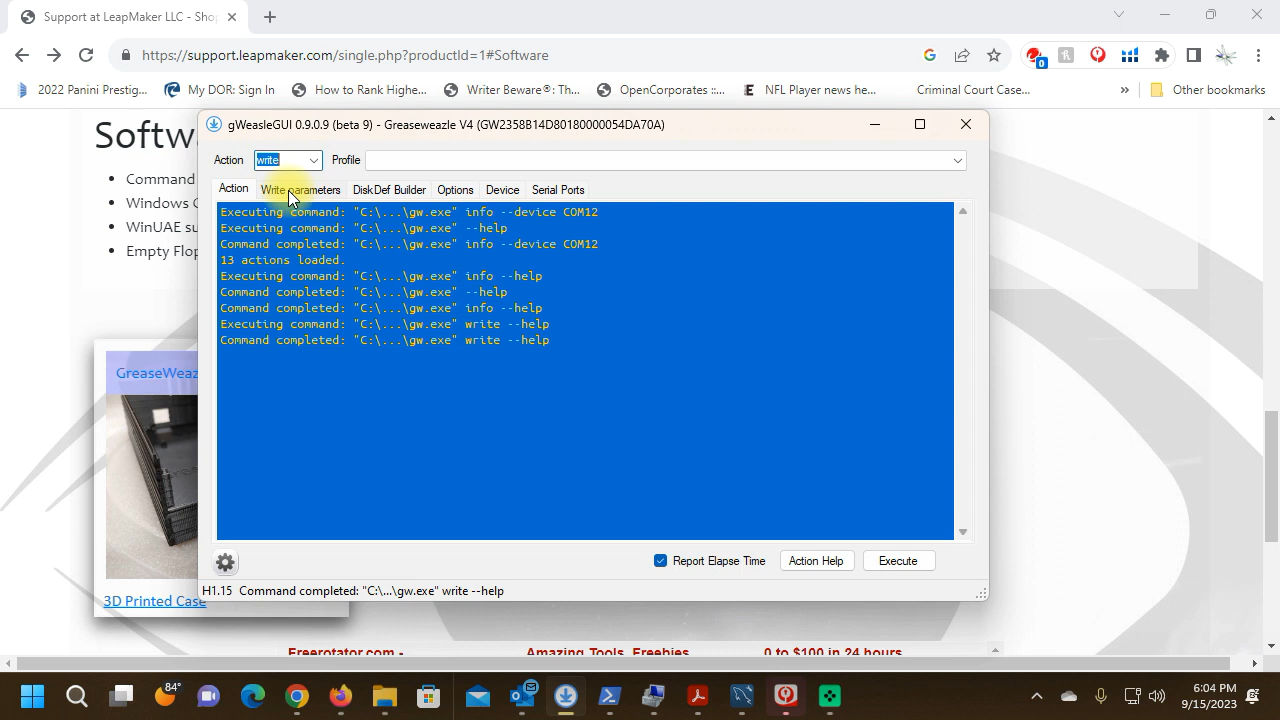 Support at LeapMaker LLC - Sho
https://support.leapmaker.com/single.php?productId=1#Software
0
2022 Panini Prestig...
My DOR: Sign In
How to Rank Highe...
Writer Beware®: Th...
OpenCorporates ::...
NFL Player news he...
Criminal Court Case...
»
Other bookmarks
Softw
Command
Windows
WinUAE su
Empty Flop
gWeasleGUI 0.9.0.9 (beta 9) - Greaseweazle V4 (GW2358B14D80180000054DA70A)
Action write Profile
Action Write parameters DiskDef Builder Options Device Serial Ports
Executing command: "C:\...\gw.exe" info --device COM12
Executing command: "C:\...\gw.exe" --help
Command completed: "C:\...\gw.exe" info --device COM12
13 actions loaded.
Executing command: "C:\...\gw.exe" info --help
Command completed: "C:\...\gw.exe" --help
Command completed: "C:\...\gw.exe" info --help
Executing command: "C:\...\gw.exe" write --help
Command completed: "C:\...\gw.exe" write --help
Report Elapse Time Action Help Execute
H1.15 Command completed: "C:\...\gw.exe" write --help
GreaseWeaz
3D Printed Case
Freerotator.com -
Amazing Tools, Freebies
0 to $100 in 24 hours
84°
6:04 PM
9/15/2023